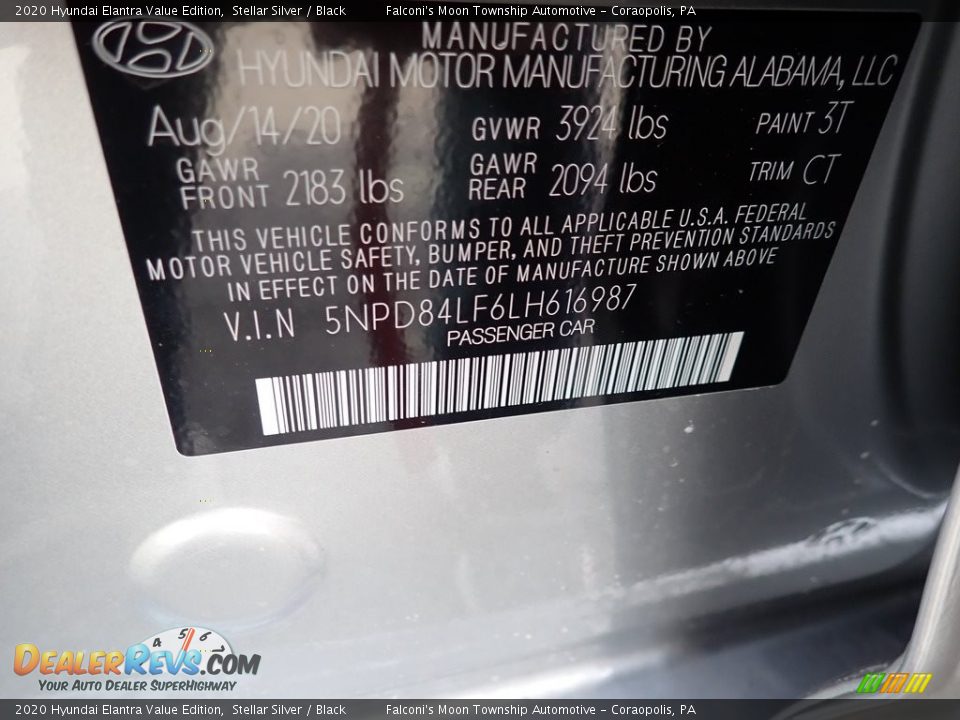 2020 Hyundai Elantra Value Edition, Stellar Silver / Black Falconi's Moon Township Automotive - Coraopolis, PA
MANUFACTURED BY
HYUNDAI MOTOR MANUFACTURING ALABAMA, LLC
Aug/14/20 GVWR 3924 lbs PAINT 3T
GAWR FRONT 2183 lbs GAWR REAR 2094 lbs TRIM CT
THIS VEHICLE CONFORMS TO ALL APPLICABLE U.S.A. FEDERAL
MOTOR VEHICLE SAFETY, BUMPER, AND THEFT PREVENTION STANDARDS
IN EFFECT ON THE DATE OF MANUFACTURE SHOWN ABOVE
V.I.N 5NPD84LF6LH616987
PASSENGER CAR
4 5 6
DEALERREVS.COM
YOUR AUTO DEALER SUPERHIGHWAY
2020 Hyundai Elantra Value Edition, Stellar Silver / Black Falconi's Moon Township Automotive - Coraopolis, PA